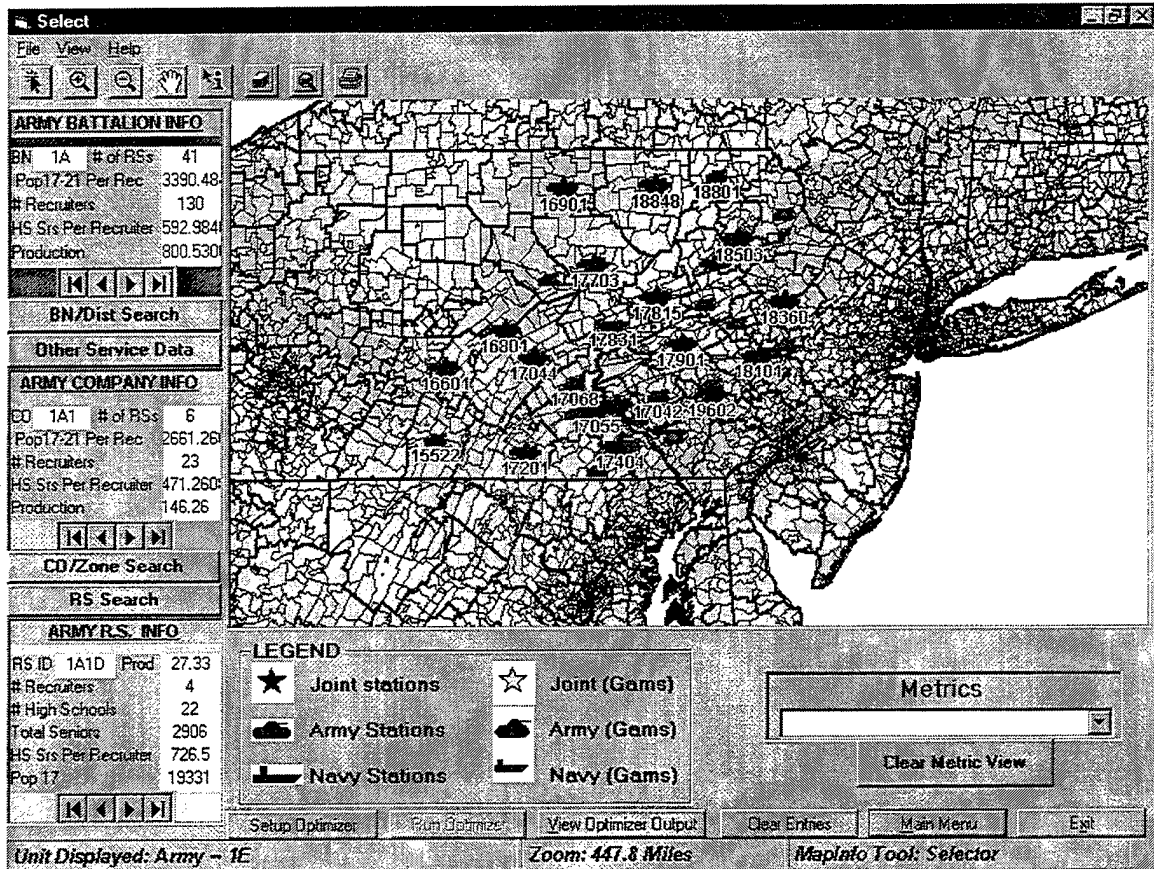 Select
File View Help
ARMY BATTALION INFO
BN 1A # of RSs 41
Pop17-21 Per Rec 3390.48
# Recruiters 130
HS Srs Per Recruiter 592.984
Production 800.530
BN/Dist Search
Other Service Data
ARMY COMPANY INFO
CO 1A1 # of RSs 6
Pop17-21 Per Rec 2661.26
# Recruiters 23
HS Srs Per Recruiter 471.260
Production 146.26
CO/Zone Search
RS Search
ARMY R.S. INFO
RS ID 1A1D Prod 27.33
# Recruiters 4
# High Schools 22
Total Seniors 2906
HS Srs Per Recruiter 726.5
Pop 17 19331
16901
18848
18801
18503
17703
17815
18360
17831
16801
17044
17901
18101
16601
17068
17042
19602
17055
15522
17201
17404
LEGEND
Joint stations
Joint (Gams)
Army Stations
Army (Gams)
Navy Stations
Navy (Gams)
Metrics
Clear Metric View
Setup Optimizer Run Optimizer View Optimizer Output Clear Entries Main Menu Exit
Unit Displayed: Army – 1E Zoom: 447.8 Miles MapInfo Tool: Selector